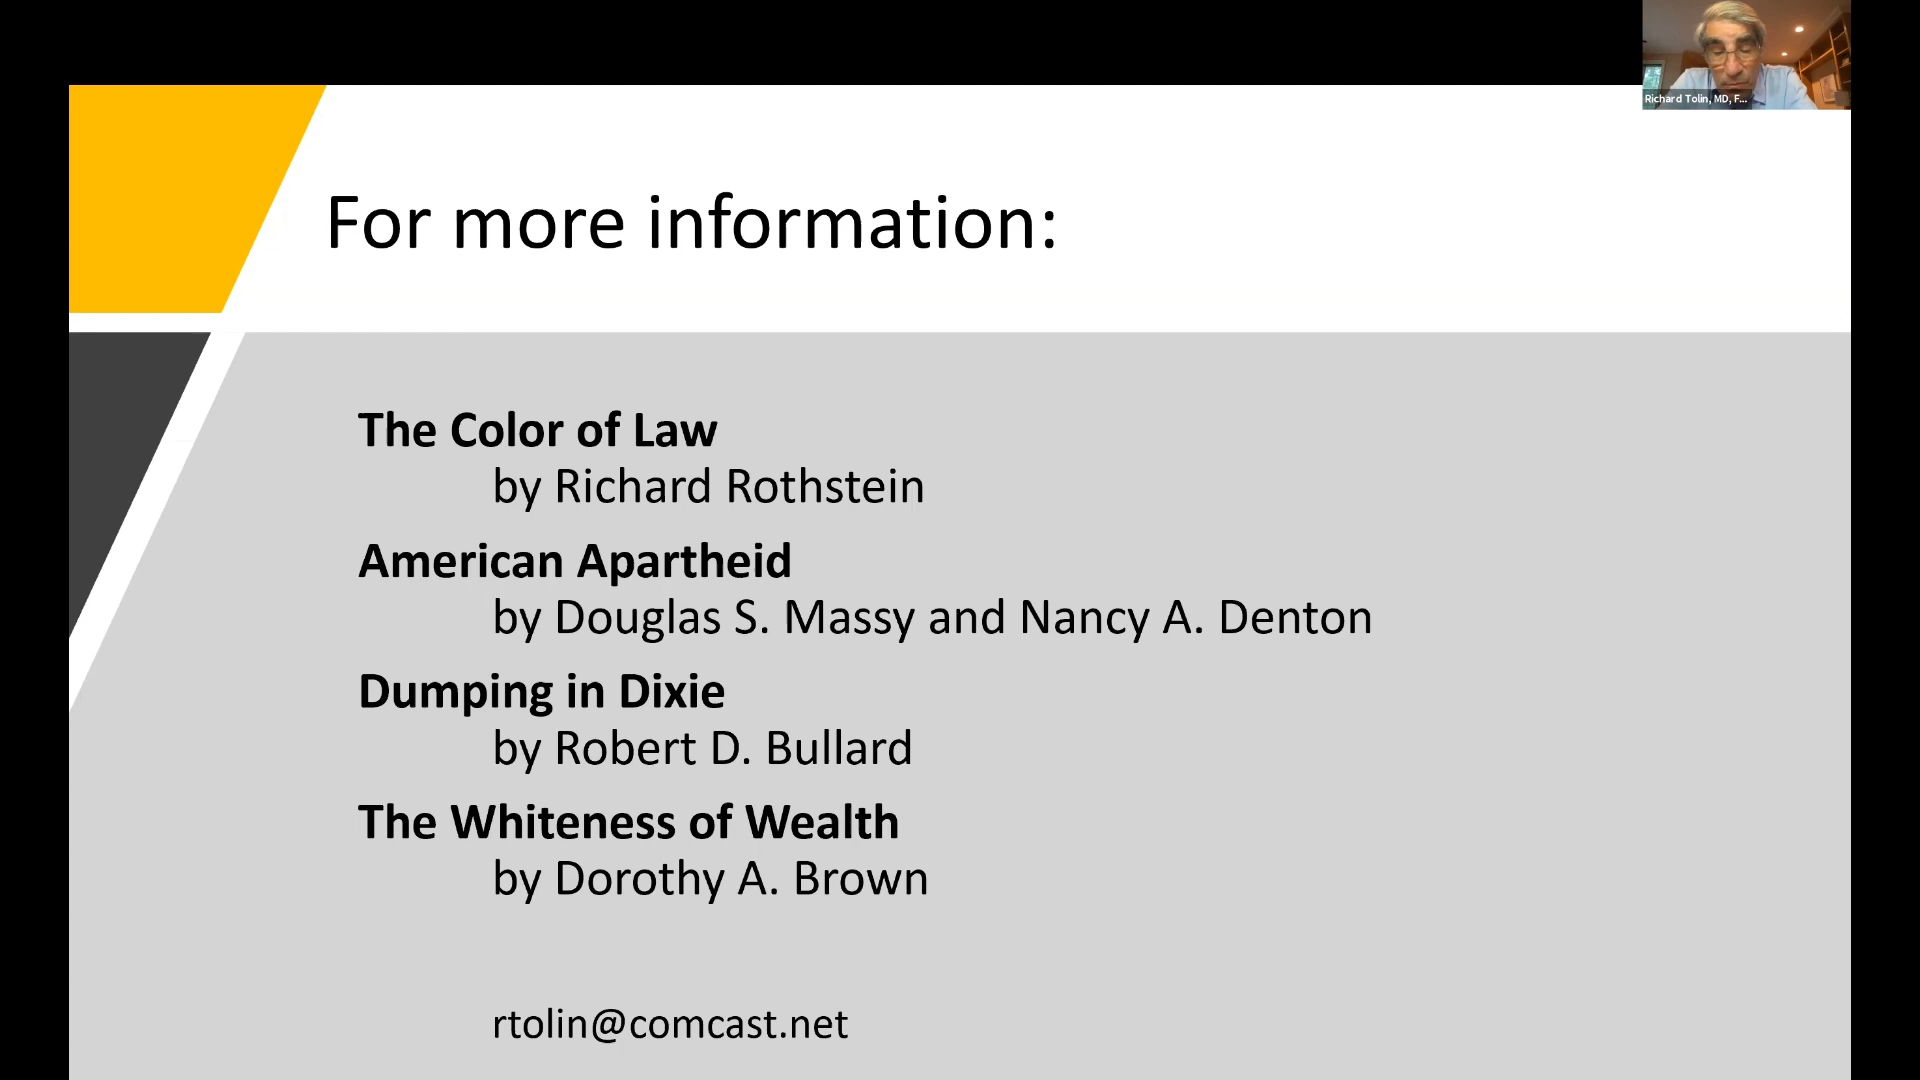 Richard Tolin, MD, F...
For more information:
The Color of Law
by Richard Rothstein
American Apartheid
by Douglas S. Massy and Nancy A. Denton
Dumping in Dixie
by Robert D. Bullard
The Whiteness of Wealth
by Dorothy A. Brown
rtolin@comcast.net